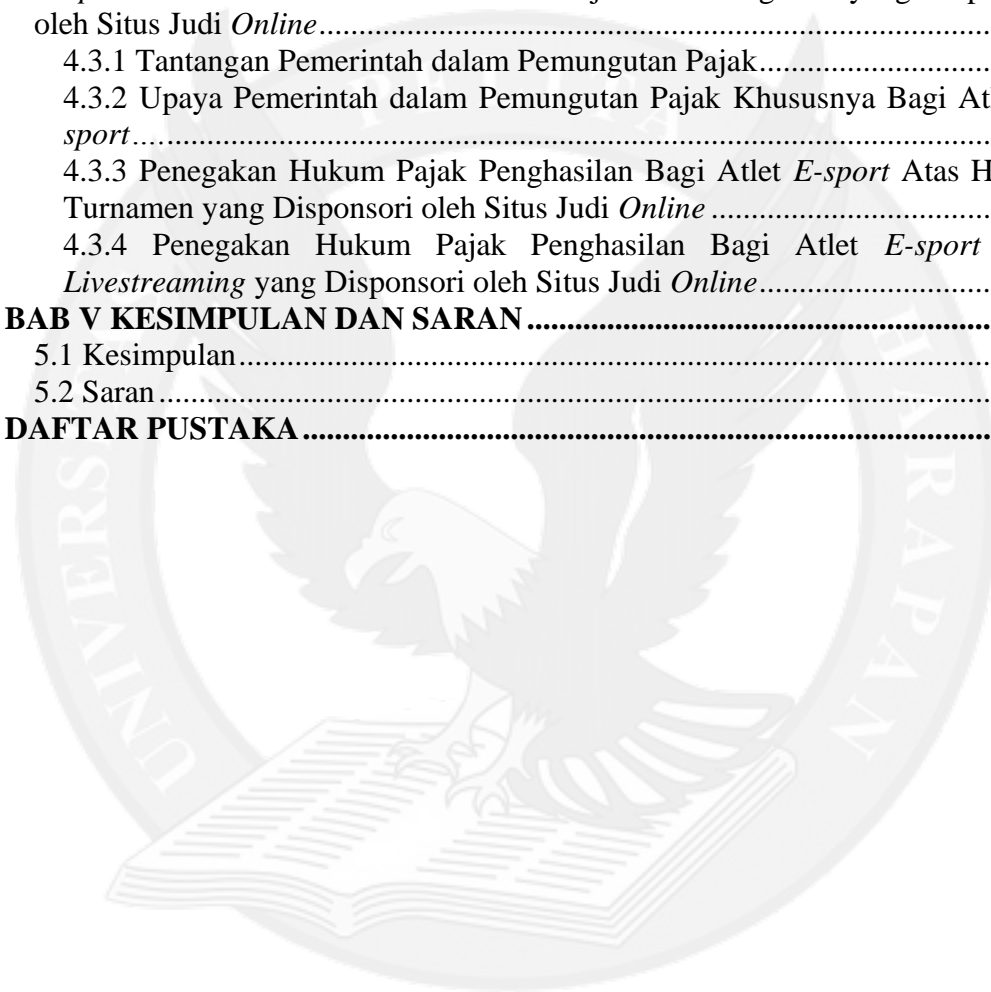 oleh Situs Judi Online
4.3.1 Tantangan Pemerintah dalam Pemungutan Pajak
4.3.2 Upaya Pemerintah dalam Pemungutan Pajak Khususnya Bagi
sport
4.3.3 Penegakan Hukum Pajak Penghasilan Bagi Atlet E-sport Atas
Turnamen yang Disponsori oleh Situs Judi Online
4.3.4 Penegakan Hukum Pajak Penghasilan Bagi Atlet E-sport
Livestreaming yang Disponsori oleh Situs Judi Online
BAB V KESIMPULAN DAN SARAN
5.1 Kesimpulan
5.2 Saran
DAFTAR PUSTAKA